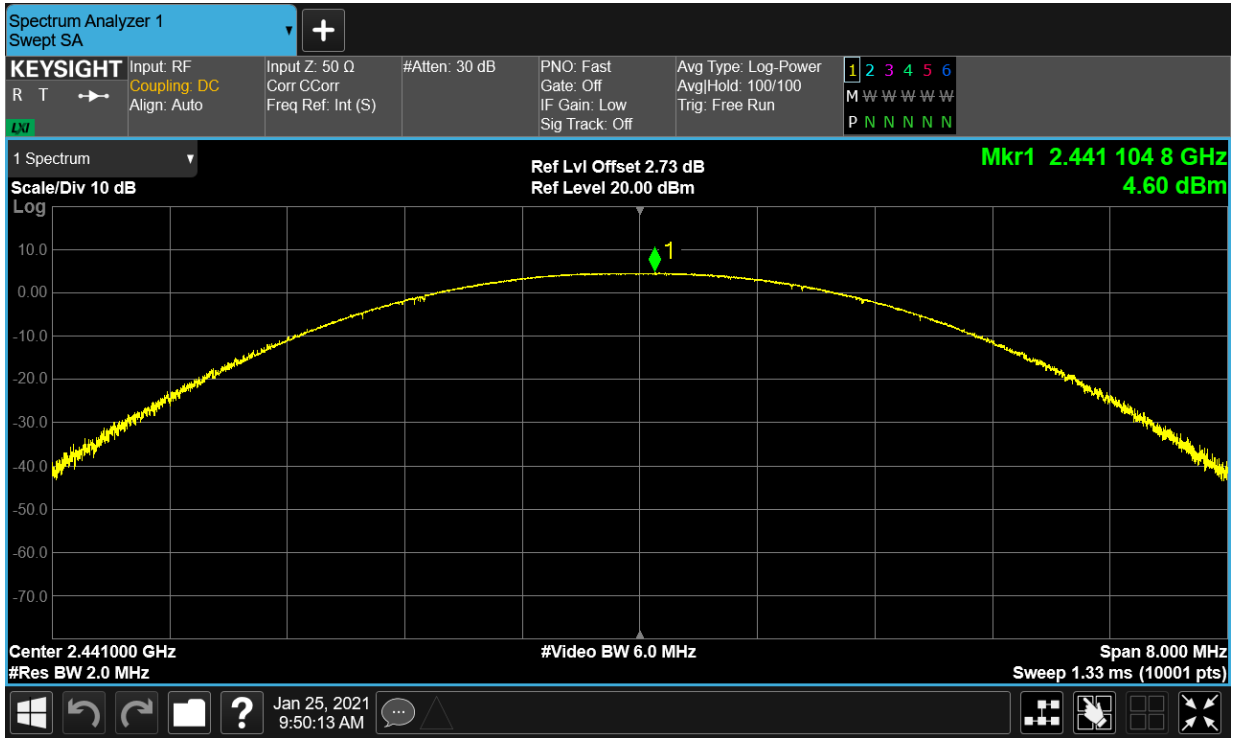 Spectrum Analyzer 1
Swept SA
+
KEYSIGHT
R T
LXI
Input: RF
Coupling: DC
Align: Auto
Input Z: 50 Ω
Corr CCorr
Freq Ref: Int (S)
#Atten: 30 dB
PNO: Fast
Gate: Off
IF Gain: Low
Sig Track: Off
Avg Type: Log-Power
Avg|Hold: 100/100
Trig: Free Run
1 2 3 4 5 6
M W W W W W
P N N N N N
1 Spectrum
Scale/Div 10 dB
Ref Lvl Offset 2.73 dB
Ref Level 20.00 dBm
Mkr1 2.441 104 8 GHz
4.60 dBm
Log
10.0
0.00
-10.0
-20.0
-30.0
-40.0
-50.0
-60.0
-70.0
1
Center 2.441000 GHz
#Res BW 2.0 MHz
#Video BW 6.0 MHz
Span 8.000 MHz
Sweep 1.33 ms (10001 pts)
?
Jan 25, 2021
9:50:13 AM